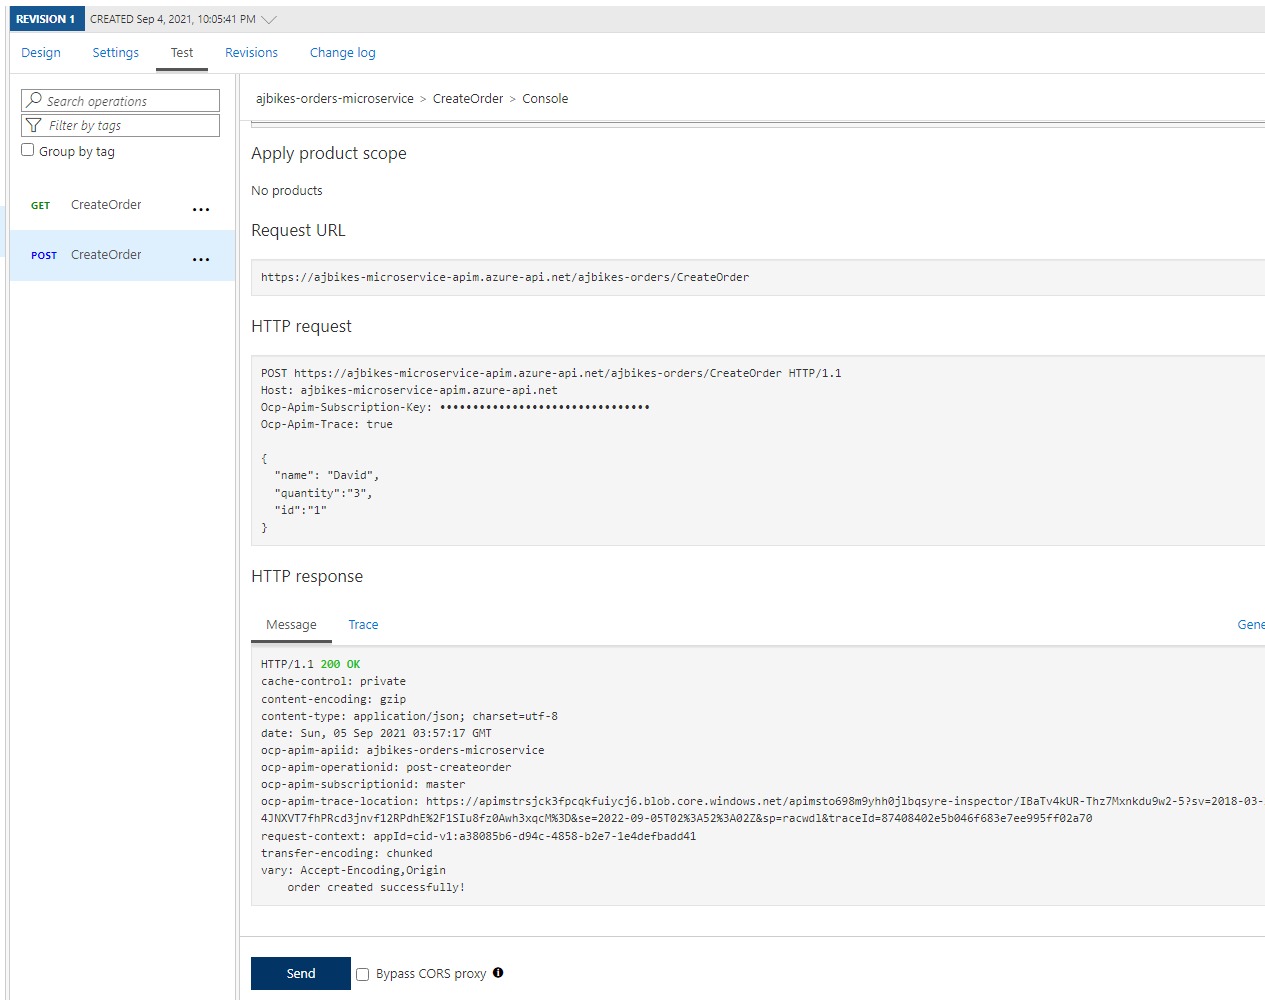 REVISION 1 CREATED Sep 4, 2021, 10:05:41 PM
Design Settings Test Revisions Change log
Search operations
Filter by tags
Group by tag
GET CreateOrder ...
POST CreateOrder ...
ajbikes-orders-microservice > CreateOrder > Console
Apply product scope
No products
Request URL
https://ajbikes-microservice-apim.azure-api.net/ajbikes-orders/CreateOrder
HTTP request
POST https://ajbikes-microservice-apim.azure-api.net/ajbikes-orders/CreateOrder HTTP/1.1
Host: ajbikes-microservice-apim.azure-api.net
Ocp-Apim-Subscription-Key: ••••••••••••••••••••••••••••••••
Ocp-Apim-Trace: true
{
"name": "David",
"quantity":"3",
"id":"1"
}
HTTP response
Message Trace Gene
HTTP/1.1 200 OK
cache-control: private
content-encoding: gzip
content-type: application/json; charset=utf-8
date: Sun, 05 Sep 2021 03:57:17 GMT
ocp-apim-apiid: ajbikes-orders-microservice
ocp-apim-operationid: post-createorder
ocp-apim-subscriptionid: master
ocp-apim-trace-location: https://apimstrsjck3fpcqkfuiycj6.blob.core.windows.net/apimsto698m9yhh0jlbqsyre-inspector/IBaTv4kUR-Thz7Mxnkdu9w2-5?sv=2018-03-
4JNXVT7fhPRcd3jnvf12RPdhE%2F1SIu8fz0Awh3xqcM%3D&se=2022-09-05T02%3A52%3A02Z&sp=racwdl&traceId=87408402e5b046f683e7ee995ff02a70
request-context: appId=cid-v1:a38085b6-d94c-4858-b2e7-1e4defbadd41
transfer-encoding: chunked
vary: Accept-Encoding,Origin
order created successfully!
Send Bypass CORS proxy